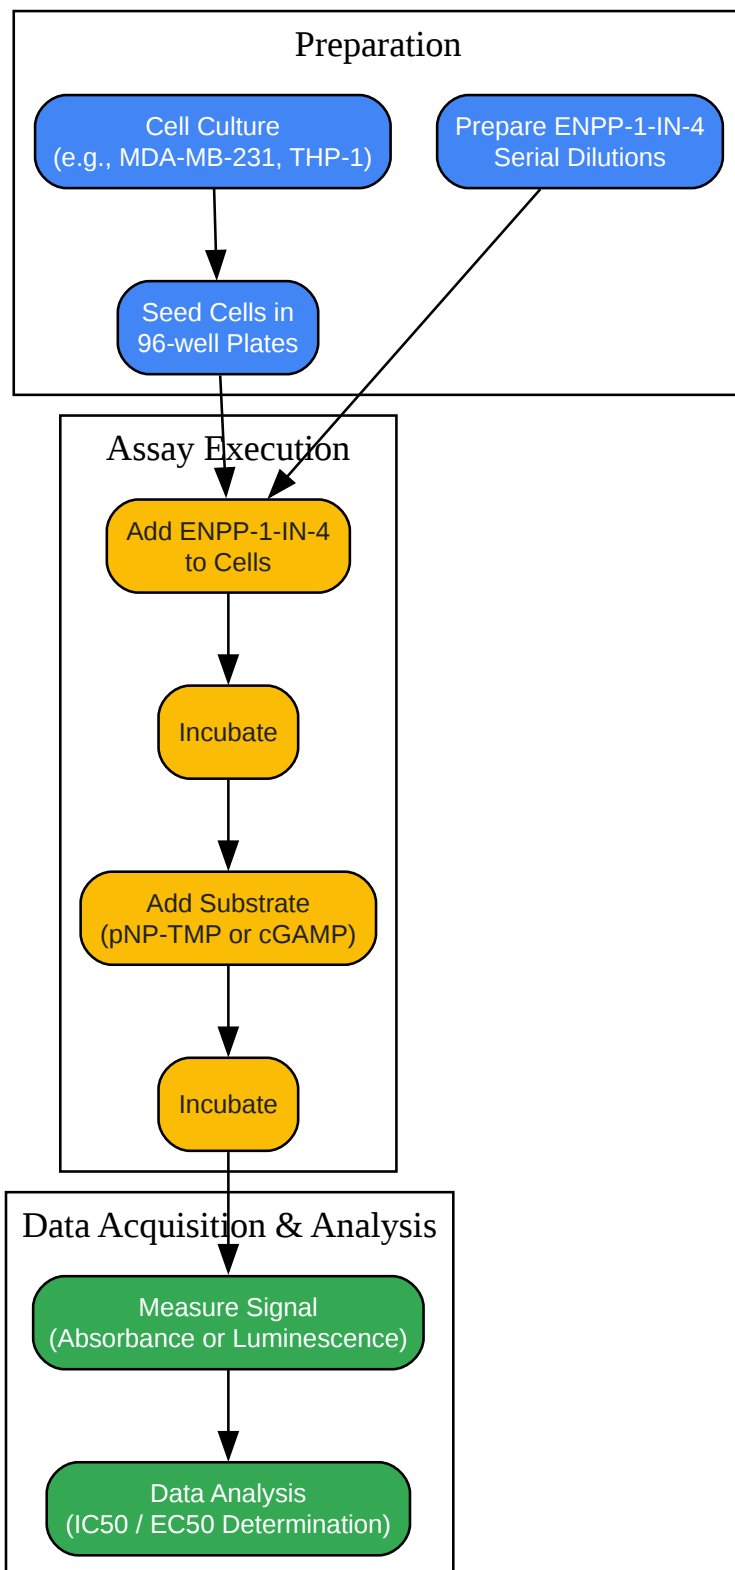 Preparation
Cell Culture
(e.g., MDA-MB-231, THP-1)
Prepare ENPP-1-IN-4
Serial Dilutions
Seed Cells in
96-well Plates
Assay Execution
Add ENPP-1-IN-4
to Cells
Incubate
Add Substrate
(pNP-TMP or cGAMP)
Incubate
Data Acquisition & Analysis
Measure Signal
(Absorbance or Luminescence)
Data Analysis
(IC50 / EC50 Determination)